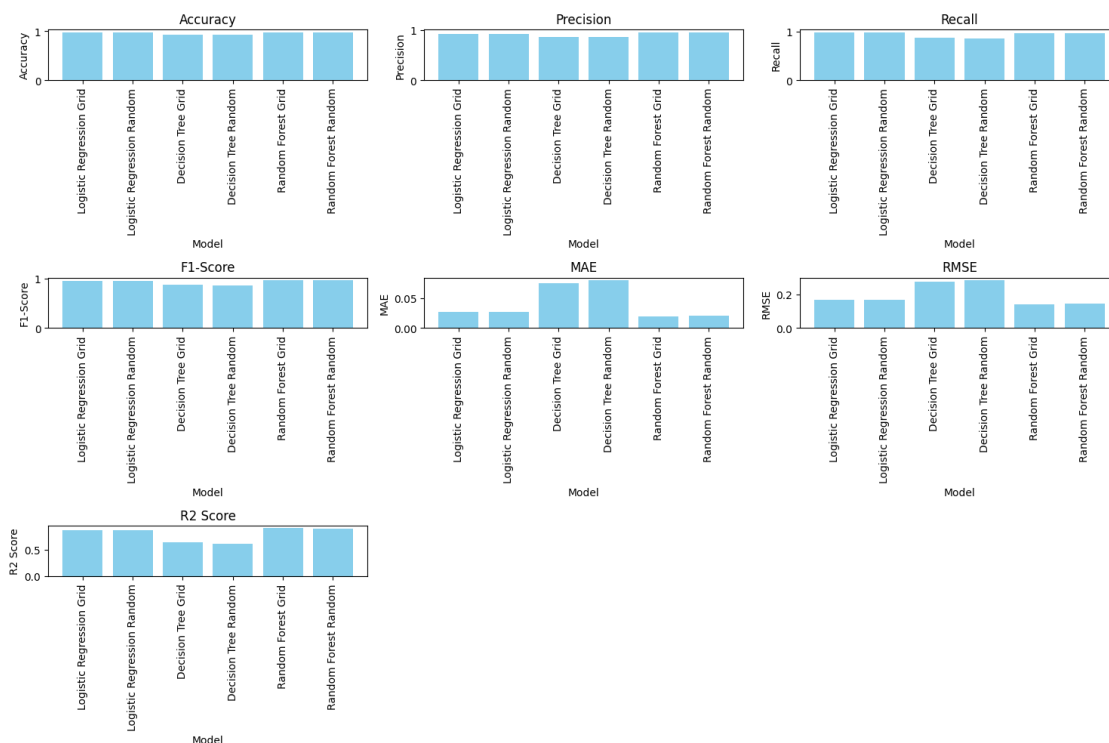 Accuracy
Accuracy
1
0
Logistic Regression Grid
Logistic Regression Random
Decision Tree Grid
Decision Tree Random
Random Forest Grid
Random Forest Random
Model
Precision
Precision
1
0
Logistic Regression Grid
Logistic Regression Random
Decision Tree Grid
Decision Tree Random
Random Forest Grid
Random Forest Random
Model
Recall
Recall
1
0
Logistic Regression Grid
Logistic Regression Random
Decision Tree Grid
Decision Tree Random
Random Forest Grid
Random Forest Random
Model
F1-Score
F1-Score
1
0
Logistic Regression Grid
Logistic Regression Random
Decision Tree Grid
Decision Tree Random
Random Forest Grid
Random Forest Random
Model
MAE
MAE
0.05
0.00
Logistic Regression Grid
Logistic Regression Random
Decision Tree Grid
Decision Tree Random
Random Forest Grid
Random Forest Random
Model
RMSE
RMSE
0.2
0.0
Logistic Regression Grid
Logistic Regression Random
Decision Tree Grid
Decision Tree Random
Random Forest Grid
Random Forest Random
Model
R2 Score
R2 Score
0.5
0.0
Logistic Regression Grid
Logistic Regression Random
Decision Tree Grid
Decision Tree Random
Random Forest Grid
Random Forest Random
Model